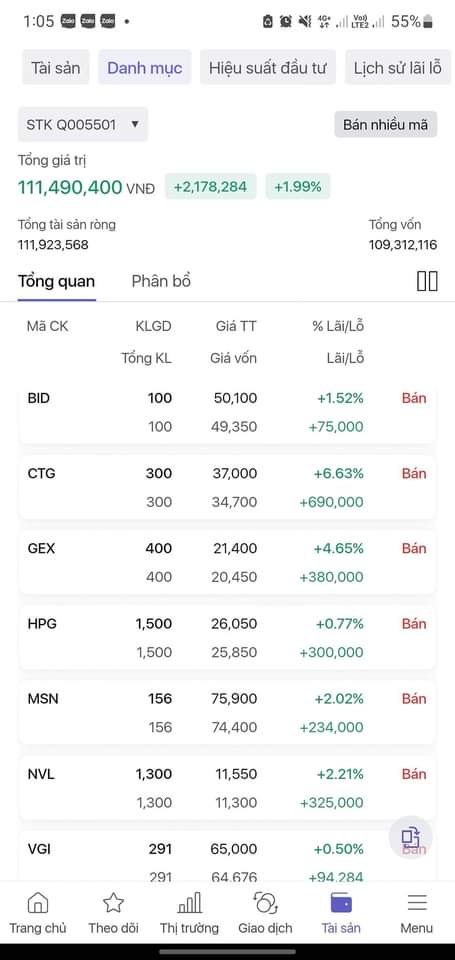 1:05 Zalo Zalo Zalo 4G+ Vo) LTE2 55%
Tài sản Danh mục Hiệu suất đầu tư Lịch sử lãi lỗ
STK Q005501 Bán nhiều mã
Tổng giá trị
111,490,400 VNĐ +2,178,284 +1.99%
Tổng tài sản ròng Tổng vốn
111,923,568 109,312,116
Tổng quan Phân bổ
Mã CK KLGD Giá TT % Lãi/Lỗ
Tổng KL Giá vốn Lãi/Lỗ
BID 100 50,100 +1.52% Bán
100 49,350 +75,000
CTG 300 37,000 +6.63% Bán
300 34,700 +690,000
GEX 400 21,400 +4.65% Bán
400 20,450 +380,000
HPG 1,500 26,050 +0.77% Bán
1,500 25,850 +300,000
MSN 156 75,900 +2.02% Bán
156 74,400 +234,000
NVL 1,300 11,550 +2.21% Bán
1,300 11,300 +325,000
VGI 291 65,000 +0.50% Bán
291 64,676 +94,284
Trang chủ Theo dõi Thị trường Giao dịch Tài sản Menu